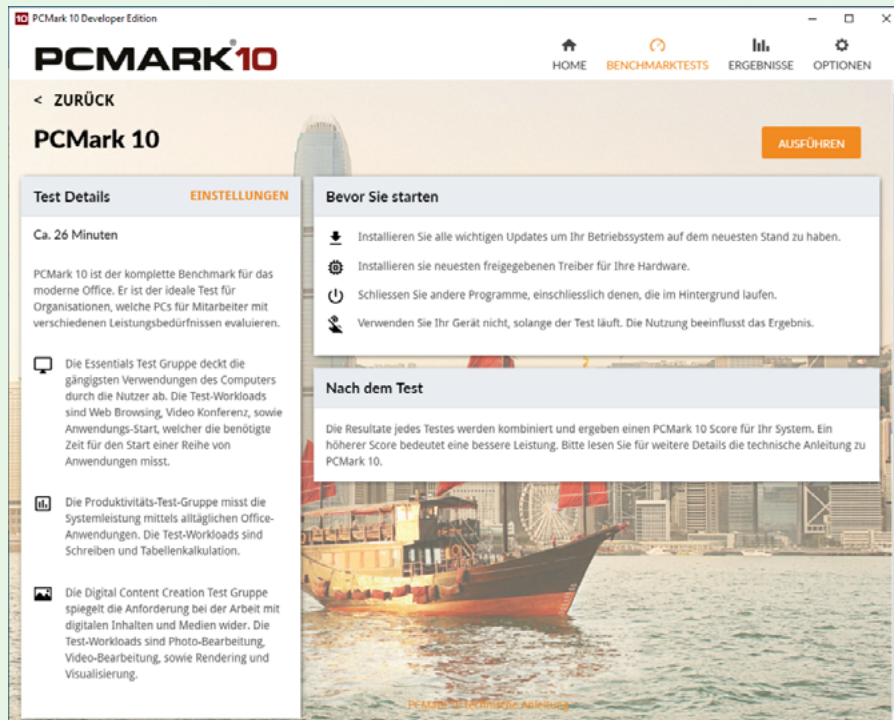 10 PCMark 10 Developer Edition
PCMARK 10
HOME
BENCHMARKTESTS
ERGEBNISSE
OPTIONEN
< ZURÜCK
PCMark 10
AUSFÜHREN
Test Details
EINSTELLUNGEN
Ca. 26 Minuten
PCMark 10 ist der komplette Benchmark für das
moderne Office. Er ist der ideale Test für
Organisationen, welche PCs für Mitarbeiter mit
verschiedenen Leistungsbedürfnissen evaluieren.
Die Essentials Test Gruppe deckt die
gängigsten Verwendungen des Computers
durch die Nutzer ab. Die Test-Workloads
sind Web Browsing, Video Konferenz, sowie
Anwendungs-Start, welcher die benötigte
Zeit für den Start einer Reihe von
Anwendungen misst.
Die Produktivitäts-Test-Gruppe misst die
Systemleistung mittels alltäglichen Office-
Anwendungen. Die Test-Workloads sind
Schreiben und Tabellenkalkulation.
Die Digital Content Creation Test Gruppe
spiegelt die Anforderung bei der Arbeit mit
digitalen Inhalten und Medien wider. Die
Test-Workloads sind Photo-Bearbeitung,
Video-Bearbeitung, sowie Rendering und
Visualisierung.
Bevor Sie starten
Installieren Sie alle wichtigen Updates um Ihr Betriebssystem auf dem neuesten Stand zu haben.
Installieren sie neuesten freigegebenen Treiber für Ihre Hardware.
Schliessen Sie andere Programme, einschliesslich denen, die im Hintergrund laufen.
Verwenden Sie Ihr Gerät nicht, solange der Test läuft. Die Nutzung beeinflusst das Ergebnis.
Nach dem Test
Die Resultate jedes Testes werden kombiniert und ergeben einen PCMark 10 Score für Ihr System. Ein
höherer Score bedeutet eine bessere Leistung. Bitte lesen Sie für weitere Details die technische Anleitung zu
PCMark 10.
PCMark 10 technische Anleitung